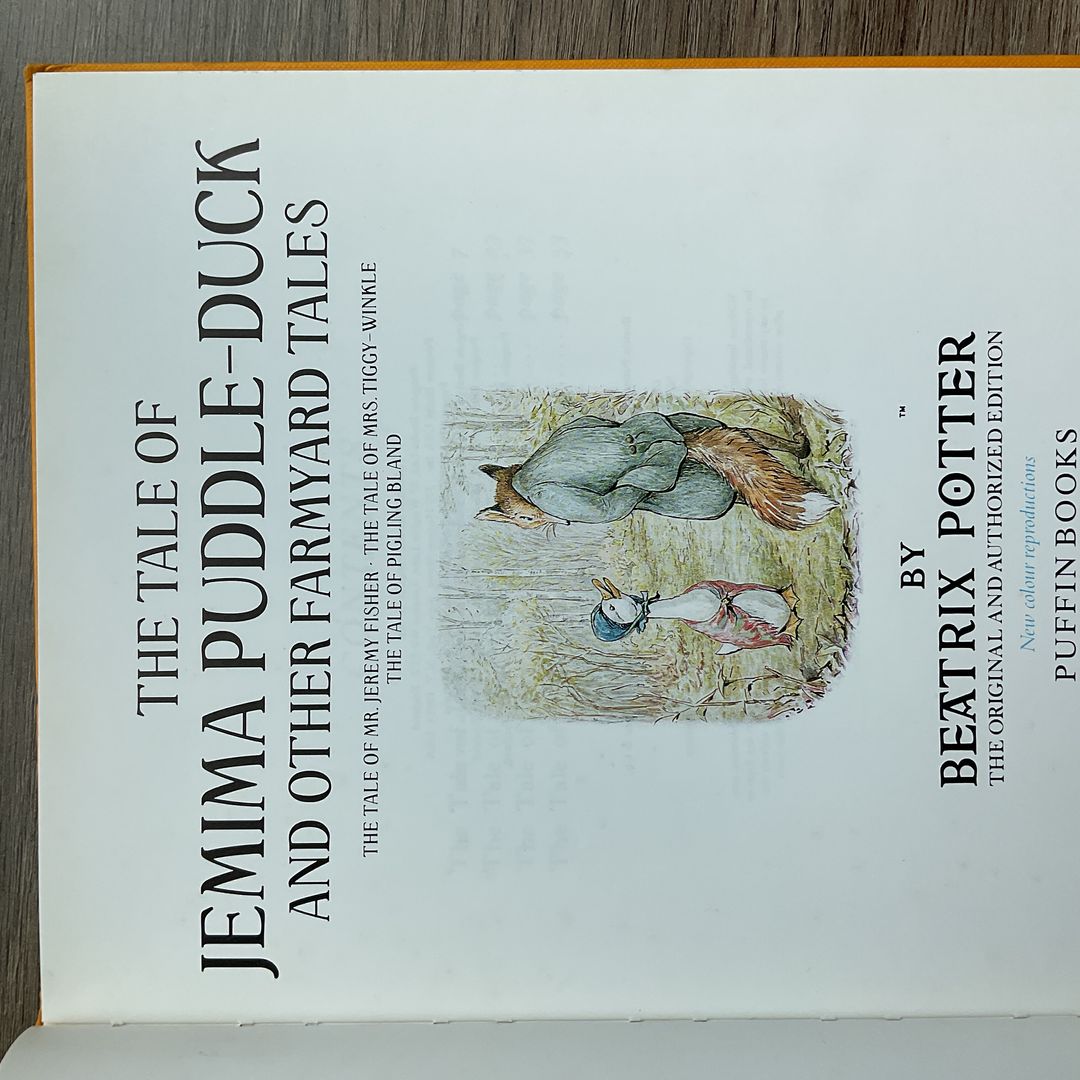 THE TALE OF
JEMIMA PUDDLE-DUCK
AND OTHER FARMYARD TALES
THE TALE OF MR. JEREMY FISHER · THE TALE OF MRS. TIGGY-WINKLE
THE TALE OF PIGLING BLAND
BY
BEATRIX POTTER™
THE ORIGINAL AND AUTHORIZED EDITION
New colour reproductions
PUFFIN BOOKS